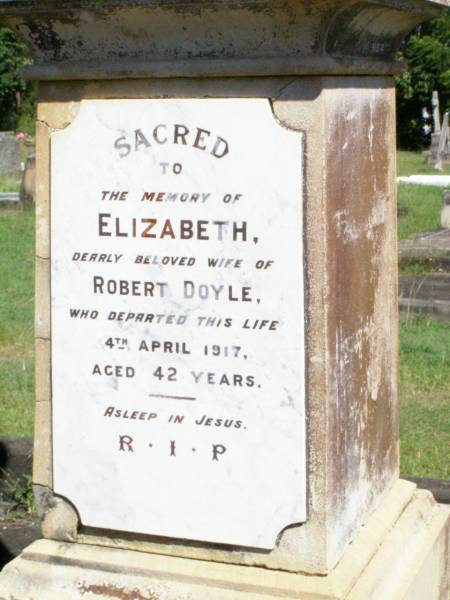 SACRED
TO
THE MEMORY OF
ELIZABETH,
DEARLY BELOVED WIFE OF
ROBERT DOYLE,
WHO DEPARTED THIS LIFE
4TH APRIL 1917,
AGED 42 YEARS.
ASLEEP IN JESUS.
R · I · P